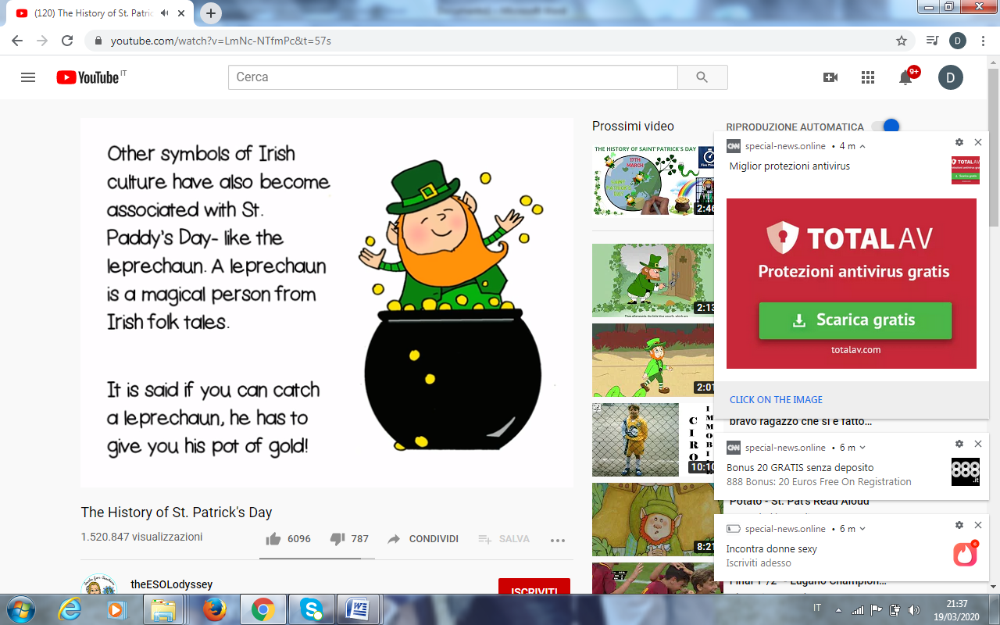 (120) The History of St. Patric
youtube.com/watch?v=LmNc-NTfmPc&t=57s
D
YouTube IT
Cerca
9+
D
Other symbols of Irish
culture have also become
associated with St.
Paddy's Day- like the
leprechaun. A leprechaun
is a magical person from
Irish folk tales.
It is said if you can catch
a leprechaun, he has to
give you his pot of gold!
The History of St. Patrick's Day
1.520.847 visualizzazioni
6096
787
CONDIVIDI
SALVA
theESOLodyssey
ISCRIVITI
Prossimi video
RIPRODUZIONE AUTOMATICA
THE HISTORY OF SAINT'PATRICK'S DAY
17TH
MARCH
SAINT
PATRICK'S
DAY
2:46
2:13
2:01
CIRO
IMMOBIL
10:10
8:21
CNN special-news.online • 4 m
Miglior protezioni antivirus
TOTAL AV
Protezioni antivirus gratis
Scarica gratis
totalav.com
CLICK ON THE IMAGE
bravo ragazzo che si è fatto...
CNN special-news.online • 6 m
Bonus 20 GRATIS senza deposito
888 Bonus: 20 Euros Free On Registration
888
.it
Potato - St. Pat's Read Aloud
special-news.online • 6 m
Incontra donne sexy
Iscriviti adesso
6
Final 1^/2^ - Lugano Champion...
IT
21:37
19/03/2020